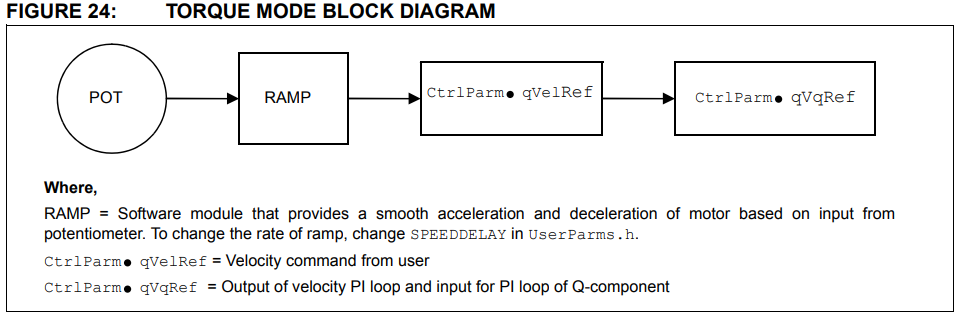 FIGURE 24: TORQUE MODE BLOCK DIAGRAM
POT
RAMP
CtrlParm● qVelRef
CtrlParm● qVqRef
Where,
RAMP = Software module that provides a smooth acceleration and deceleration of motor based on input from
potentiometer. To change the rate of ramp, change SPEEDDELAY in UserParms.h.
CtrlParm● qVelRef = Velocity command from user
CtrlParm● qVqRef = Output of velocity PI loop and input for PI loop of Q-component